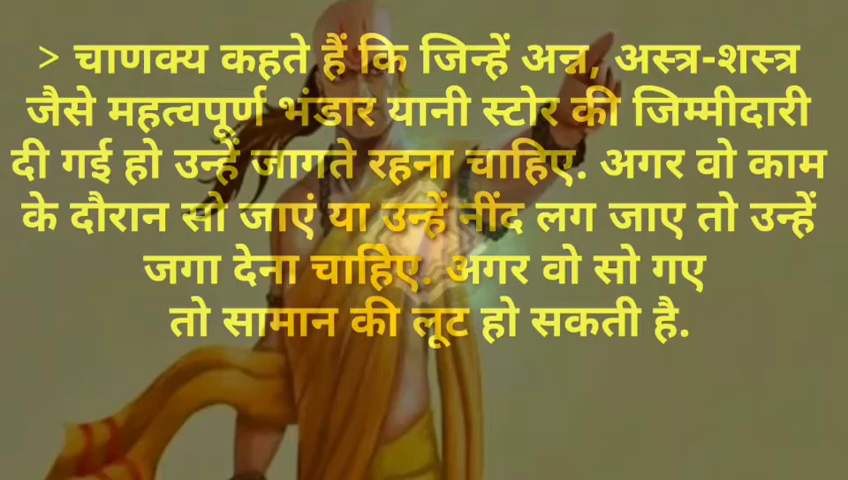 > चाणक्य कहते हैं कि जिन्हें अन्न, अस्त्र-शस्त्र
जैसे महत्वपूर्ण भंडार यानी स्टोर की जिम्मीदारी
दी गई हो उन्हें जागते रहना चाहिए. अगर वो काम
के दौरान सो जाएं या उन्हें नींद लग जाए तो उन्हें
जगा देना चाहिए. अगर वो सो गए
तो सामान की लूट हो सकती है.